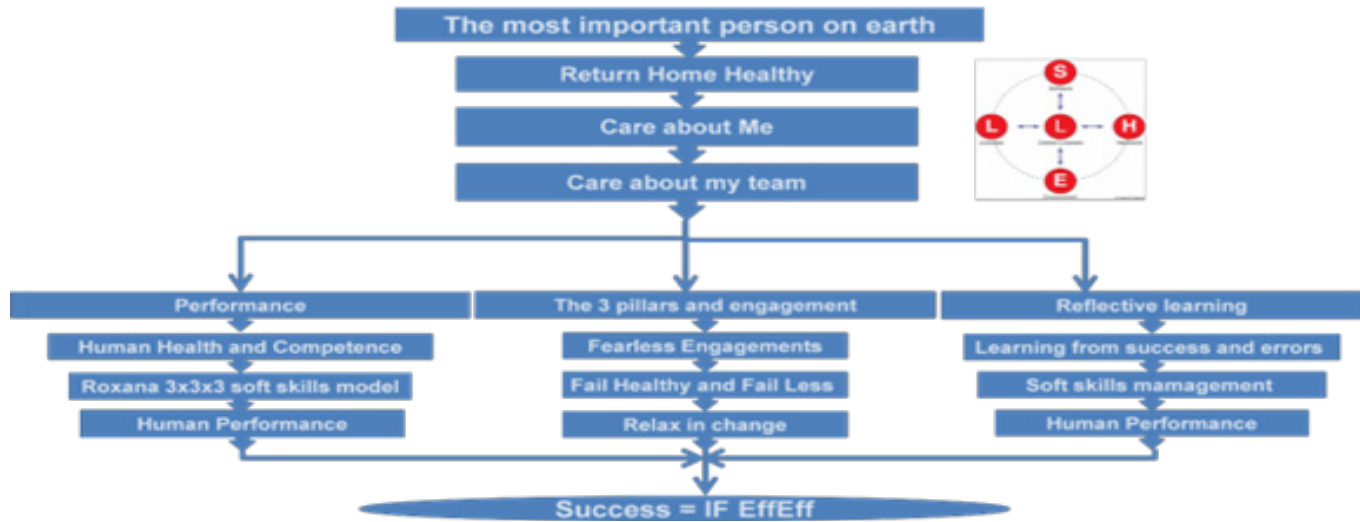 The most important person on earth
Return Home Healthy
Care about Me
Care about my team
S
L
L
H
E
Performance
The 3 pillars and engagement
Reflective learning
Human Health and Competence
Fearless Engagements
Learning from success and errors
Roxana 3x3x3 soft skills model
Fail Healthy and Fail Less
Soft skills mamagement
Human Performance
Relax in change
Human Performance
Success = IF EffEff